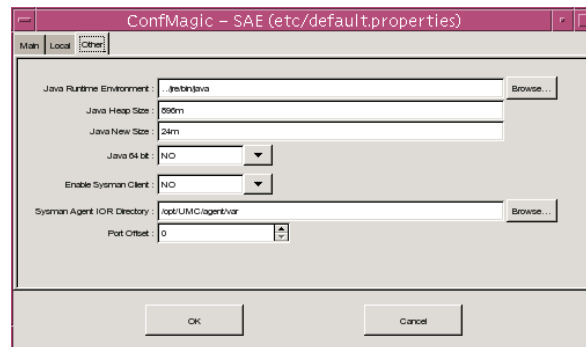 ConfMagic – SAE (etc/default.properties)
Main Local Other
Java Runtime Environment : ../jre/bin/java Browse...
Java Heap Size : 896m
Java New Size : 24m
Java 64 bit : NO
Enable Sysman Client : NO
Sysman Agent IOR Directory : /opt/UMC/agent/var Browse...
Port Offset : 0
OK Cancel